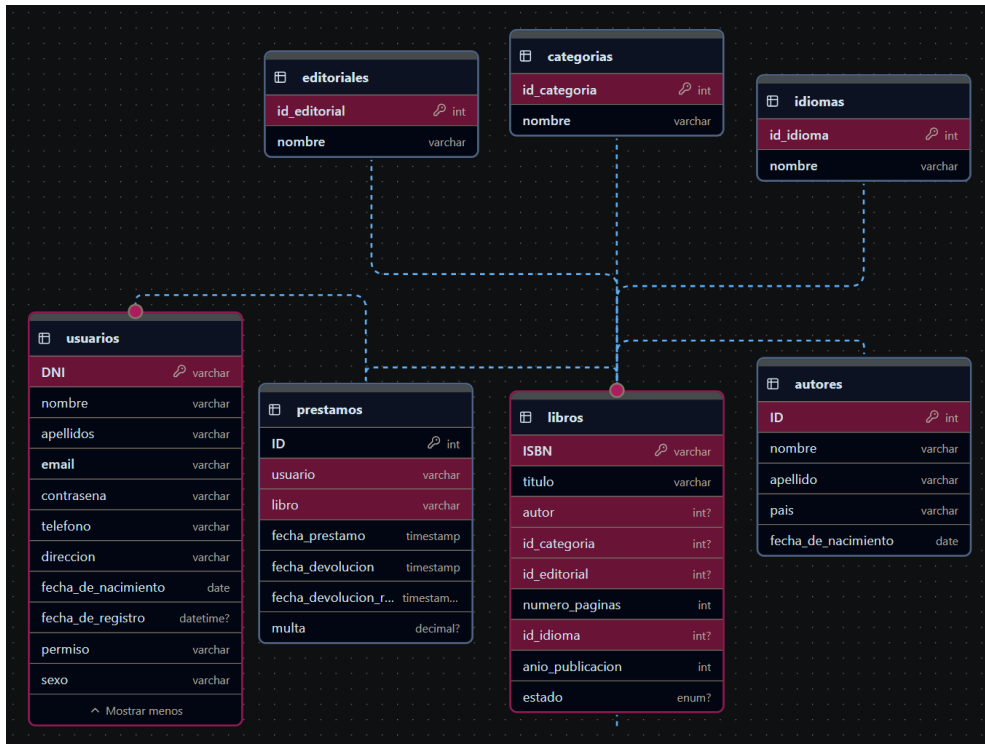 editoriales
id_editorial int
nombre varchar
categorias
id_categoria int
nombre varchar
idiomas
id_idioma int
nombre varchar
usuarios
DNI varchar
nombre varchar
apellidos varchar
email varchar
contrasena varchar
telefono varchar
direccion varchar
fecha_de_nacimiento date
fecha_de_registro datetime?
permiso varchar
sexo varchar
Mostrar menos
prestamos
ID int
usuario varchar
libro varchar
fecha_prestamo timestamp
fecha_devolucion timestamp
fecha_devolucion_r... timestam...
multa decimal?
libros
ISBN varchar
titulo varchar
autor int?
id_categoria int?
id_editorial int?
numero_paginas int
id_idioma int?
anio_publicacion int
estado enum?
autores
ID int
nombre varchar
apellido varchar
pais varchar
fecha_de_nacimiento date